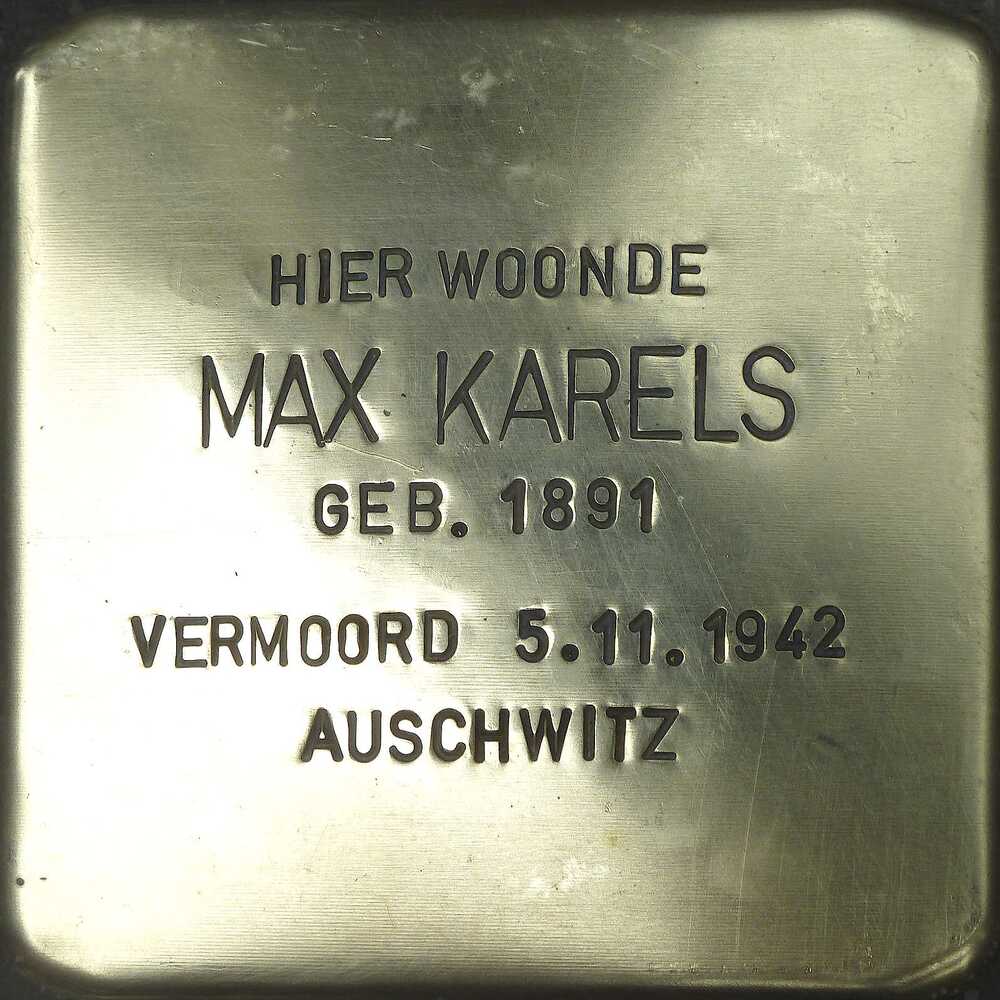 HIER WOONDE
MAX KARELS
GEB. 1891
VERMOORD 5.11.1942
AUSCHWITZ